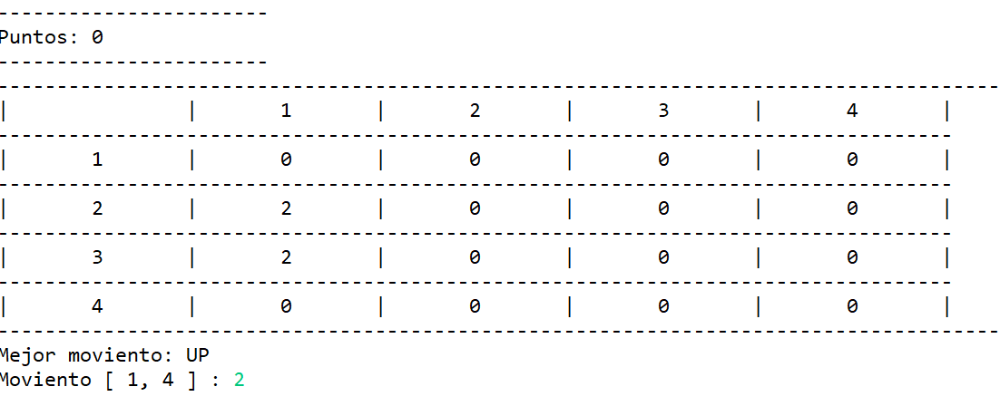 -----------------------
Puntos: 0
-----------------------
-------------------------------------------------------------------------------------
|               |       1       |       2       |       3       |       4       |
---------------------------------------------------------------------------------
|       1       |       0       |       0       |       0       |       0       |
---------------------------------------------------------------------------------
|       2       |       2       |       0       |       0       |       0       |
---------------------------------------------------------------------------------
|       3       |       2       |       0       |       0       |       0       |
---------------------------------------------------------------------------------
|       4       |       0       |       0       |       0       |       0       |
-------------------------------------------------------------------------------------
Mejor moviento: UP
Moviento [ 1, 4 ] : 2